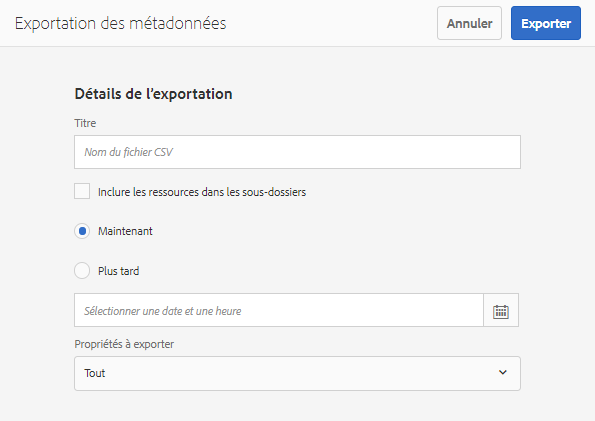 Exportation des métadonnées
Annuler
Exporter
Détails de l'exportation
Titre
Nom du fichier CSV
Inclure les ressources dans les sous-dossiers
Maintenant
Plus tard
Sélectionner une date et une heure
Propriétés à exporter
Tout